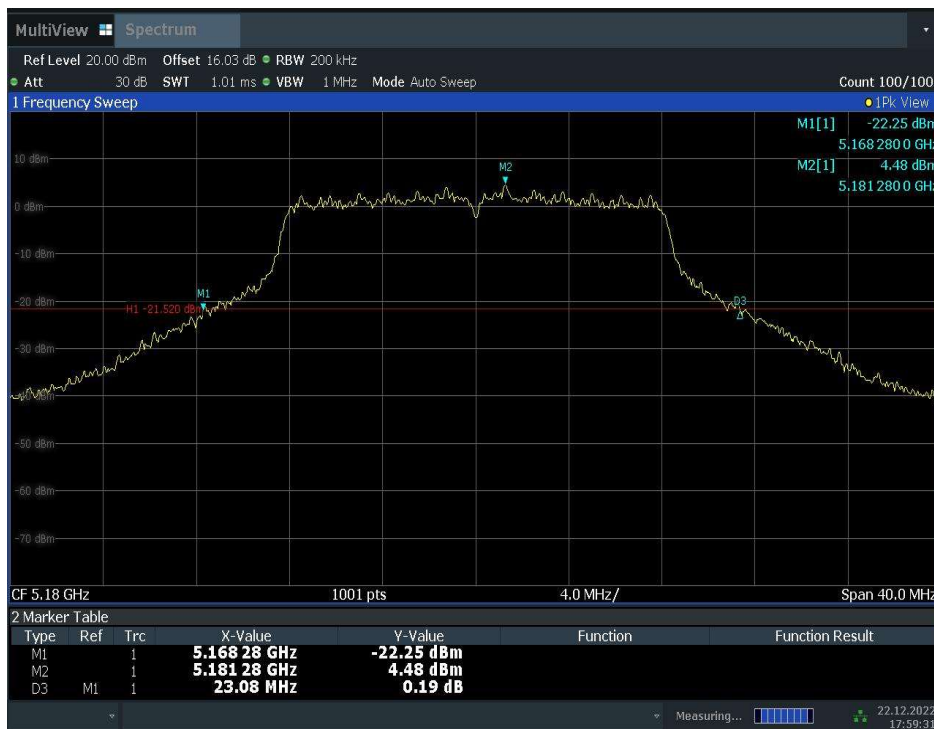 MultiView Spectrum
Ref Level 20.00 dBm Offset 16.03 dB RBW 200 kHz
Att 30 dB SWT 1.01 ms VBW 1 MHz Mode Auto Sweep Count 100/100
1 Frequency Sweep 1Pk View
M1[1] -22.25 dBm
5.168 280 0 GHz
10 dBm M2 M2[1] 4.48 dBm
5.181 280 0 GHz
0 dBm
-10 dBm
-20 dBm M1 D3
H1 -21.520 dBm
-30 dBm
-40 dBm
-50 dBm
-60 dBm
-70 dBm
CF 5.18 GHz 1001 pts 4.0 MHz/ Span 40.0 MHz
2 Marker Table
Type Ref Trc X-Value Y-Value Function Function Result
M1 1 5.168 28 GHz -22.25 dBm
M2 1 5.181 28 GHz 4.48 dBm
D3 M1 1 23.08 MHz 0.19 dB
Measuring... 22.12.2022
17:59:31